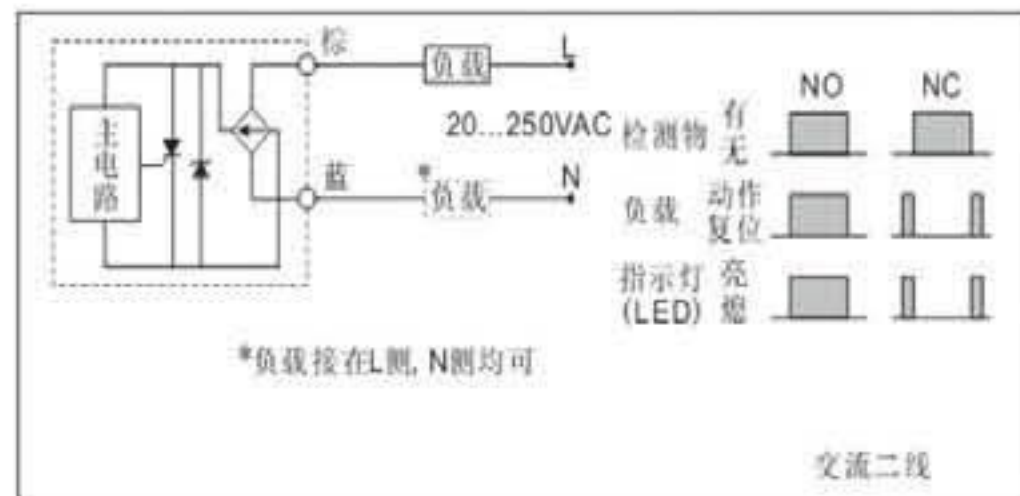 棕
负载
L
主电路
20...250VAC
蓝
*
负载
N
NO
NC
检测物
有
无
负载
动作
复位
指示灯
(LED)
亮
熄
*负载接在L侧, N侧均可
交流二线